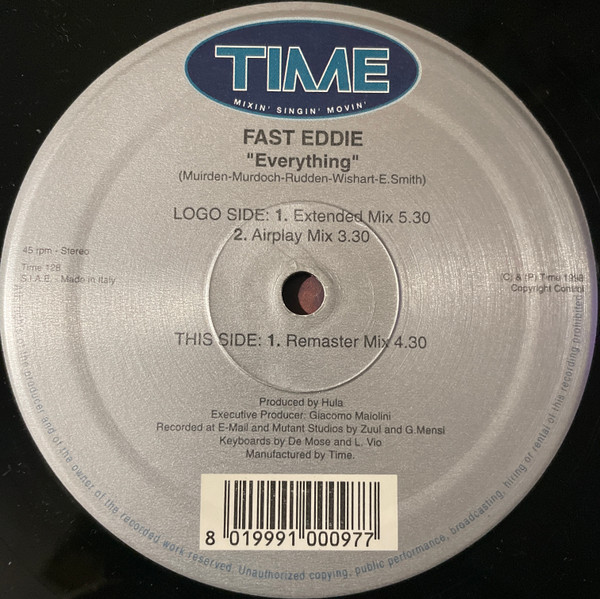 TIME
MIXIN' SINGIN' MOVIN'
FAST EDDIE
"Everything"
(Muirden-Murdoch-Rudden-Wishart-E.Smith)
LOGO SIDE: 1. Extended Mix 5.30
2. Airplay Mix 3.30
45 rpm - Stereo
Time 128
S.I.A.E. - Made in Italy
(C) & (P) Time 1998
Copyright Control
THIS SIDE: 1. Remaster Mix 4.30
Produced by Hula
Executive Producer: Giacomo Maiolini
Recorded at E-Mail and Mutant Studios by Zuul and G.Mensi
Keyboards by De Mose and L. Vio
Manufactured by Time.
8 019991 000977
All rights of the producer and of the owner of the recorded work reserved. Unauthorized copying, public performance, broadcasting, hiring or rental of this recording prohibited